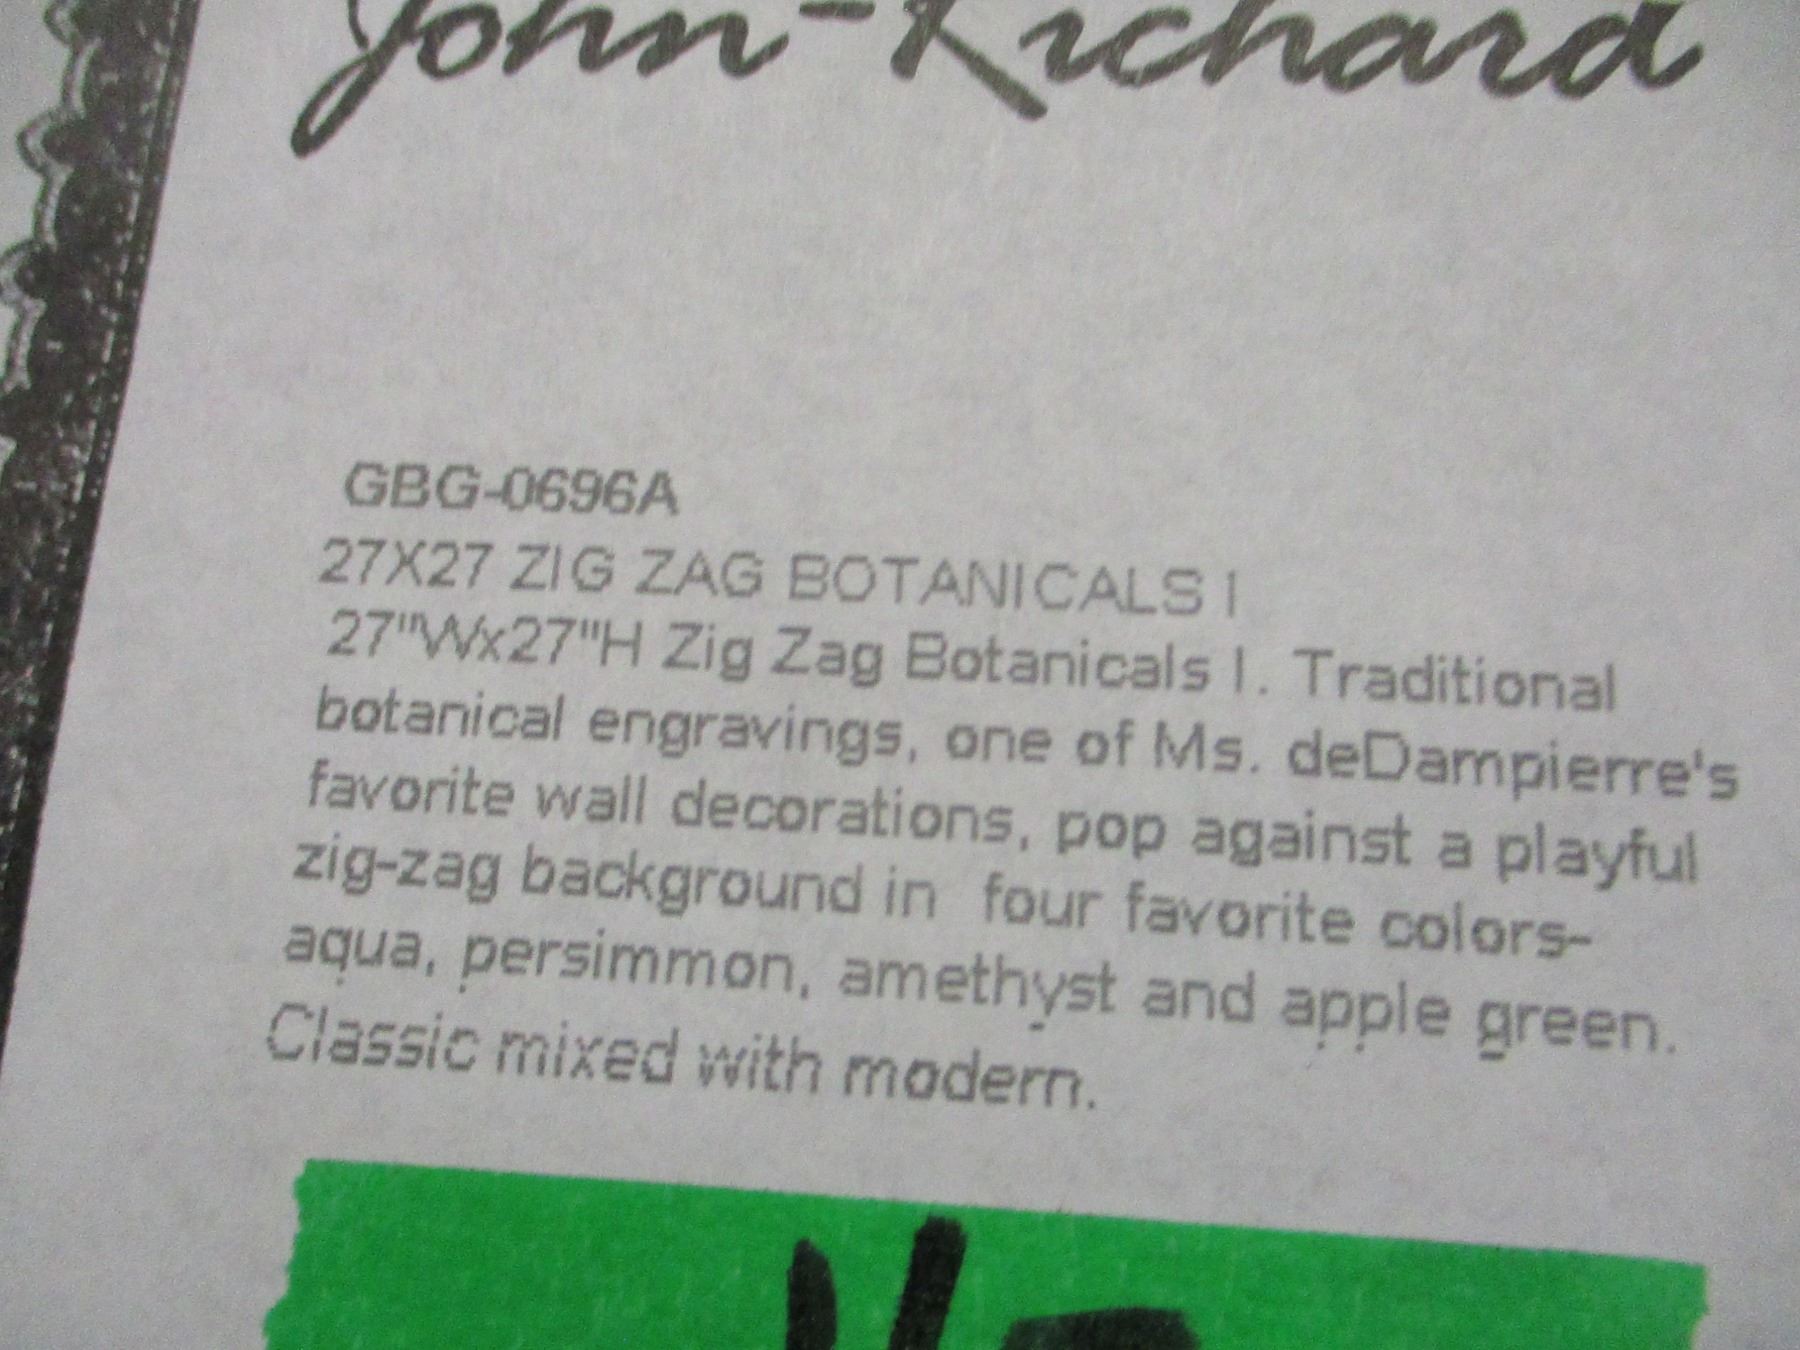 John-Richard
GBG-0696A
27X27 ZIG ZAG BOTANICALS I
27"Wx27"H Zig Zag Botanicals I. Traditional
botanical engravings, one of Ms. deDampierre's
favorite wall decorations, pop against a playful
zig-zag background in  four favorite colors-
aqua, persimmon, amethyst and apple green.
Classic mixed with modern.